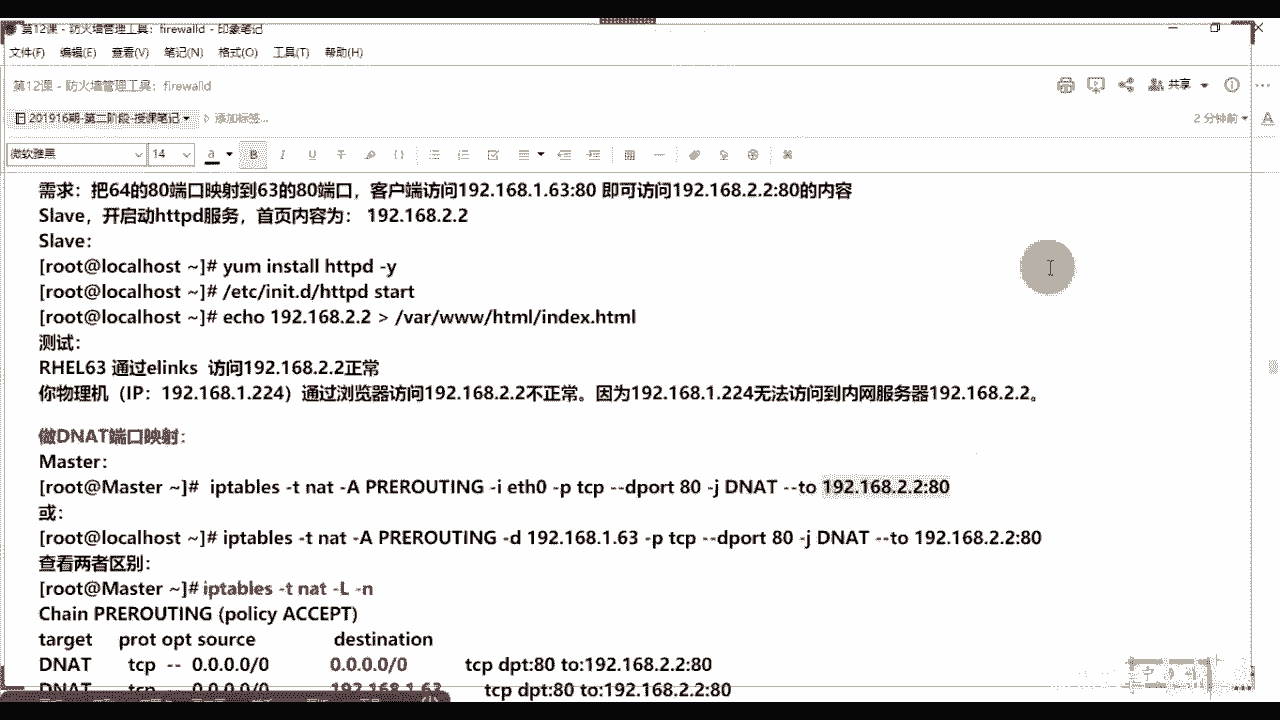 第12课 - 防火墙管理工具：firewalld - 印象笔记
文件(F) 编辑(E) 查看(V) 笔记(N) 格式(O) 工具(T) 帮助(H)
第12课 - 防火墙管理工具：firewalld
共享
201916期-第二阶段-授课笔记
添加标签...
2 分钟前
微软雅黑 14
需求：把64的80端口映射到63的80端口，客户端访问192.168.1.63:80 即可访问192.168.2.2:80的内容
Slave，开启动httpd服务，首页内容为： 192.168.2.2
Slave：
[root@localhost ~]# yum install httpd -y
[root@localhost ~]# /etc/init.d/httpd start
[root@localhost ~]# echo 192.168.2.2 > /var/www/html/index.html
测试：
RHEL63 通过elinks 访问192.168.2.2正常
你物理机（IP：192.168.1.224）通过浏览器访问192.168.2.2不正常。因为192.168.1.224无法访问到内网服务器192.168.2.2。
做DNAT端口映射：
Master：
[root@Master ~]# iptables -t nat -A PREROUTING -i eth0 -p tcp --dport 80 -j DNAT --to 192.168.2.2:80
或：
[root@localhost ~]# iptables -t nat -A PREROUTING -d 192.168.1.63 -p tcp --dport 80 -j DNAT --to 192.168.2.2:80
查看两者区别：
[root@Master ~]# iptables -t nat -L -n
Chain PREROUTING (policy ACCEPT)
target prot opt source destination
DNAT tcp -- 0.0.0.0/0 0.0.0.0/0 tcp dpt:80 to:192.168.2.2:80
DNAT tcp -- 0.0.0.0/0 192.168.1.63 tcp dpt:80 to:192.168.2.2:80